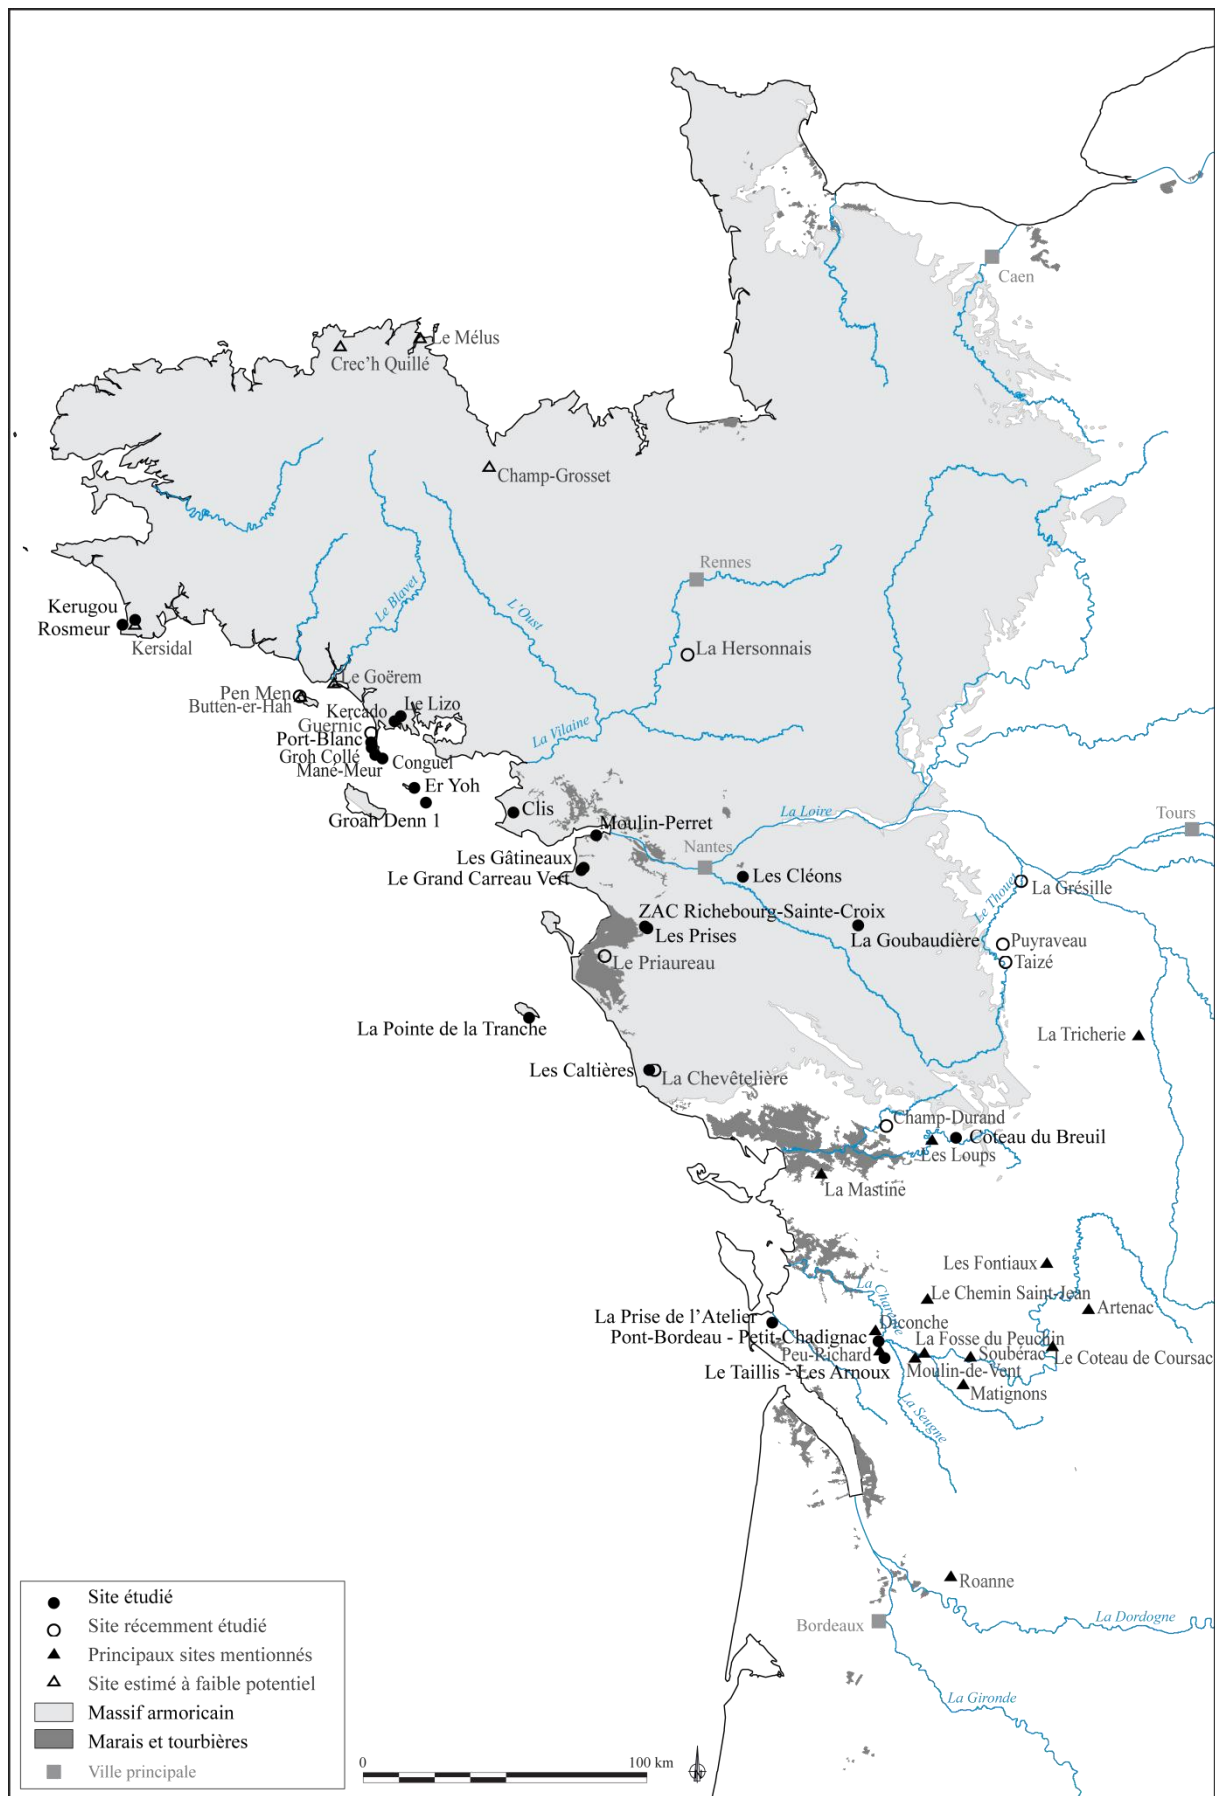 Caen
Le Mélus
Crec’h Quillé
Champ-Grosset
Rennes
Le Blavet
L’Oust
Kerugou
Rosmeur
Kersidal
La Hersonnais
Le Goërem
Pen Men
Butten-er-Hah
Le Lizo
Kercado
Guernic
La Vilaine
Port-Blanc
Groh Collé
Conguel
Mané-Meur
Er Yoh
Groah Denn 1
Clis
La Loire
Tours
Moulin-Perret
Nantes
Les Gâtineaux
Le Grand Carreau Vert
Les Cléons
La Grésille
Le Thouet
ZAC Richebourg-Sainte-Croix
Les Prises
La Goubaudière
Puyraveau
Le Priaureau
Taizé
La Pointe de la Tranche
La Tricherie
Les Caltières
La Chevêtelière
Champ-Durand
Coteau du Breuil
Les Loups
La Mastine
Les Fontiaux
La Charente
Le Chemin Saint-Jean
Artenac
La Prise de l’Atelier
Diconche
Pont-Bordeau - Petit-Chadignac
La Fosse du Peuchin
Peu-Richard
Soubérac
Le Coteau de Coursac
Le Taillis - Les Arnoux
Moulin-de-Vent
Matignons
La Seugne
Roanne
Bordeaux
La Dordogne
La Gironde
Site étudié
Site récemment étudié
Principaux sites mentionnés
Site estimé à faible potentiel
Massif armoricain
Marais et tourbières
Ville principale
0
100 km
N